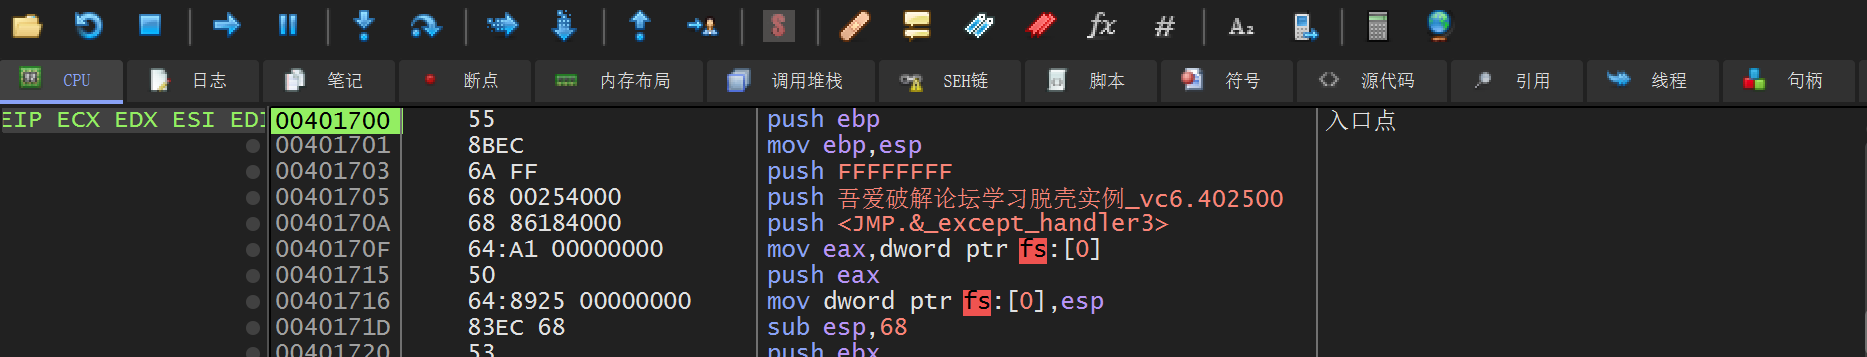 CPU 日志 笔记 断点 内存布局 调用堆栈 SEH链 脚本 符号 源代码 引用 线程 句柄
EIP ECX EDX ESI EDI 00401700 55 push ebp 入口点
00401701 8BEC mov ebp,esp
00401703 6A FF push FFFFFFFF
00401705 68 00254000 push 吾爱破解论坛学习脱壳实例_vc6.402500
0040170A 68 86184000 push <JMP.&_except_handler3>
0040170F 64:A1 00000000 mov eax,dword ptr fs:[0]
00401715 50 push eax
00401716 64:8925 00000000 mov dword ptr fs:[0],esp
0040171D 83EC 68 sub esp,68
00401720 53 push ebx